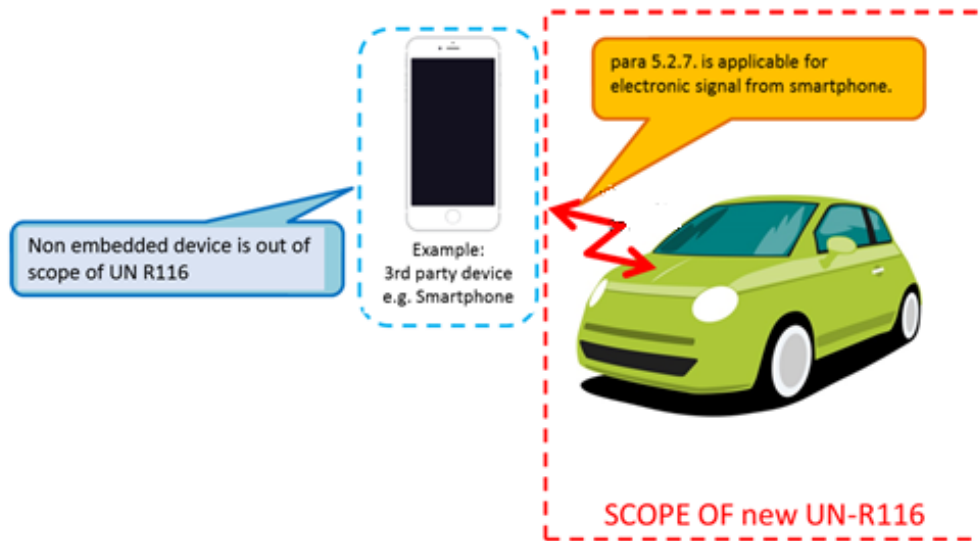 para 5.2.7. is applicable for
electronic signal from smartphone.
Non embedded device is out of
scope of UN R116
Example:
3rd party device
e.g. Smartphone
SCOPE OF new UN-R116